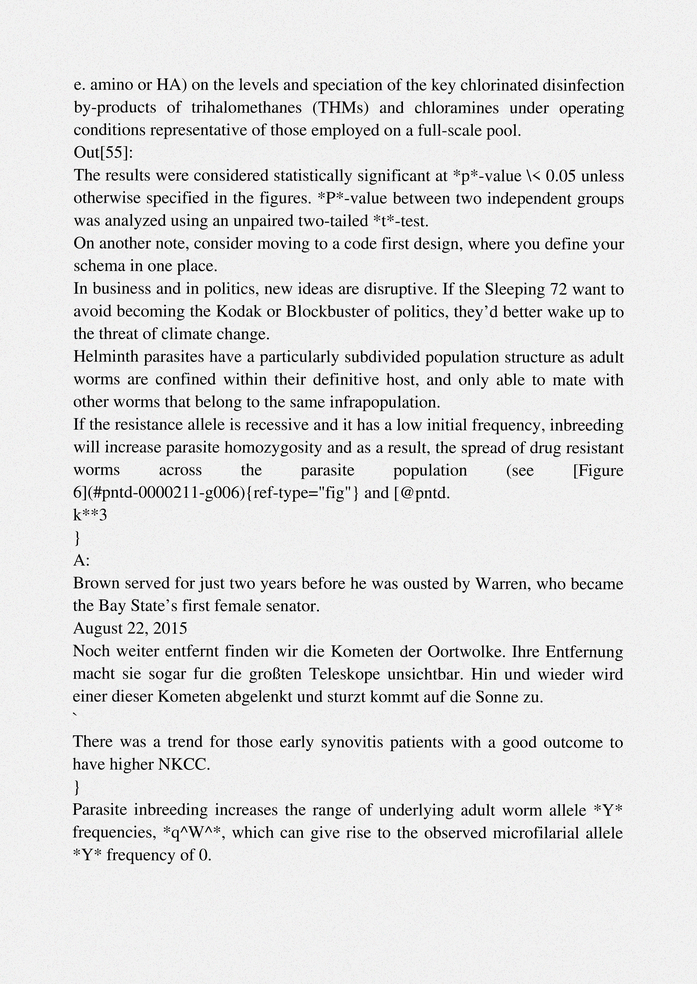 e. amino or HA) on the levels and speciation of the key chlorinated disinfection
by-products of trihalomethanes (THMs) and chloramines under operating
conditions representative of those employed on a full-scale pool.
Out[55]:
The results were considered statistically significant at *p*-value \< 0.05 unless
otherwise specified in the figures. *P*-value between two independent groups
was analyzed using an unpaired two-tailed *t*-test.
On another note, consider moving to a code first design, where you define your
schema in one place.
In business and in politics, new ideas are disruptive. If the Sleeping 72 want to
avoid becoming the Kodak or Blockbuster of politics, they’d better wake up to
the threat of climate change.
Helminth parasites have a particularly subdivided population structure as adult
worms are confined within their definitive host, and only able to mate with
other worms that belong to the same infrapopulation.
If the resistance allele is recessive and it has a low initial frequency, inbreeding
will increase parasite homozygosity and as a result, the spread of drug resistant
worms across the parasite population (see [Figure
6](#pntd-0000211-g006){ref-type="fig"} and [@pntd.
k**3
}
A:
Brown served for just two years before he was ousted by Warren, who became
the Bay State’s first female senator.
August 22, 2015
Noch weiter entfernt finden wir die Kometen der Oortwolke. Ihre Entfernung
macht sie sogar fur die großten Teleskope unsichtbar. Hin und wieder wird
einer dieser Kometen abgelenkt und sturzt kommt auf die Sonne zu.
`
There was a trend for those early synovitis patients with a good outcome to
have higher NKCC.
}
Parasite inbreeding increases the range of underlying adult worm allele *Y*
frequencies, *q^W^*, which can give rise to the observed microfilarial allele
*Y* frequency of 0.